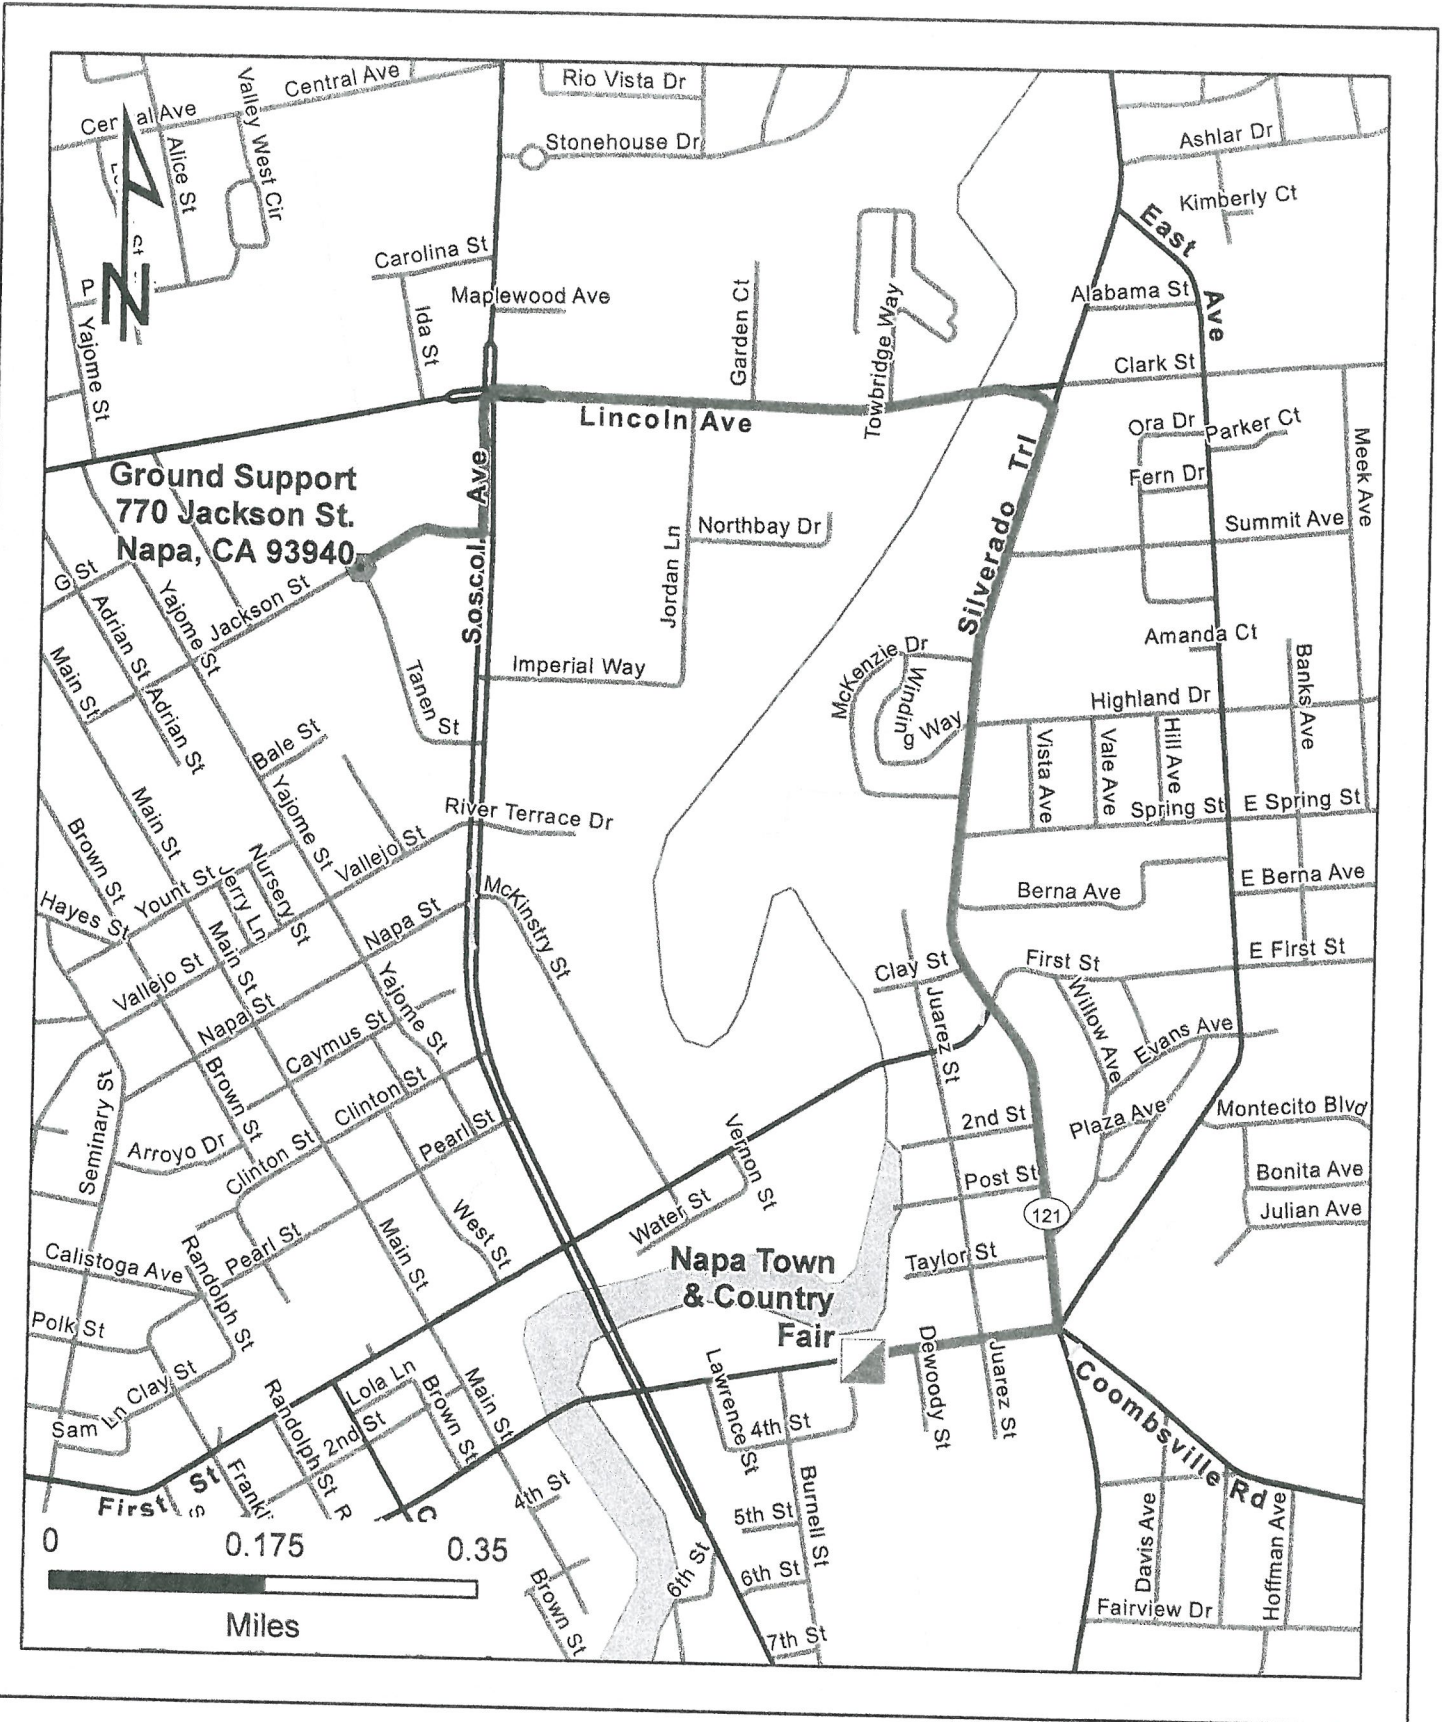 Central Ave
Rio Vista Dr
Stonehouse Dr
Ashlar Dr
Kimberly Ct
Alice St
Valley West Cir
East Ave
Carolina St
Maplewood Ave
Ida St
Garden Ct
Towbridge Way
Alabama St
Clark St
N
Yajome St
Lincoln Ave
Ora Dr
Parker Ct
Fern Dr
Meek Ave
Summit Ave
Ground Support
770 Jackson St.
Napa, CA 93940
Soscol Ave
Silverado Trl
Northbay Dr
Jordan Ln
G St
Adrian St
Yajome St
Jackson St
Main St
Adrian St
Tanen St
Imperial Way
McKenzie Dr
Winding Way
Amanda Ct
Banks Ave
Highland Dr
Vista Ave
Vale Ave
Hill Ave
Spring St
E Spring St
Bale St
Yajome St
River Terrace Dr
Main St
Brown St
Nursery St
Vallejo St
Yount St
Jerry Ln
Hayes St
Main St
Napa St
McKinstry St
Berna Ave
E Berna Ave
Vallejo St
Clay St
First St
E First St
Napa St
Yajome St
Caymus St
Juarez St
Willow Ave
Evans Ave
Brown St
Clinton St
Seminary St
Arroyo Dr
Pearl St
Clinton St
2nd St
Plaza Ave
Montecito Blvd
Vernon St
Post St
Bonita Ave
Julian Ave
121
Water St
West St
Main St
Pearl St
Randolph St
Calistoga Ave
Taylor St
Napa Town
& Country
Fair
Polk St
Dewoody St
Juarez St
Coombsville Rd
Lawrence St
4th St
Clay St
Sam Ln
Lola Ln
Brown St
Main St
Randolph St
2nd St
First St
4th St
5th St
Burnell St
6th St
6th St
7th St
Brown St
Davis Ave
Hoffman Ave
Fairview Dr
0 0.175 0.35
Miles